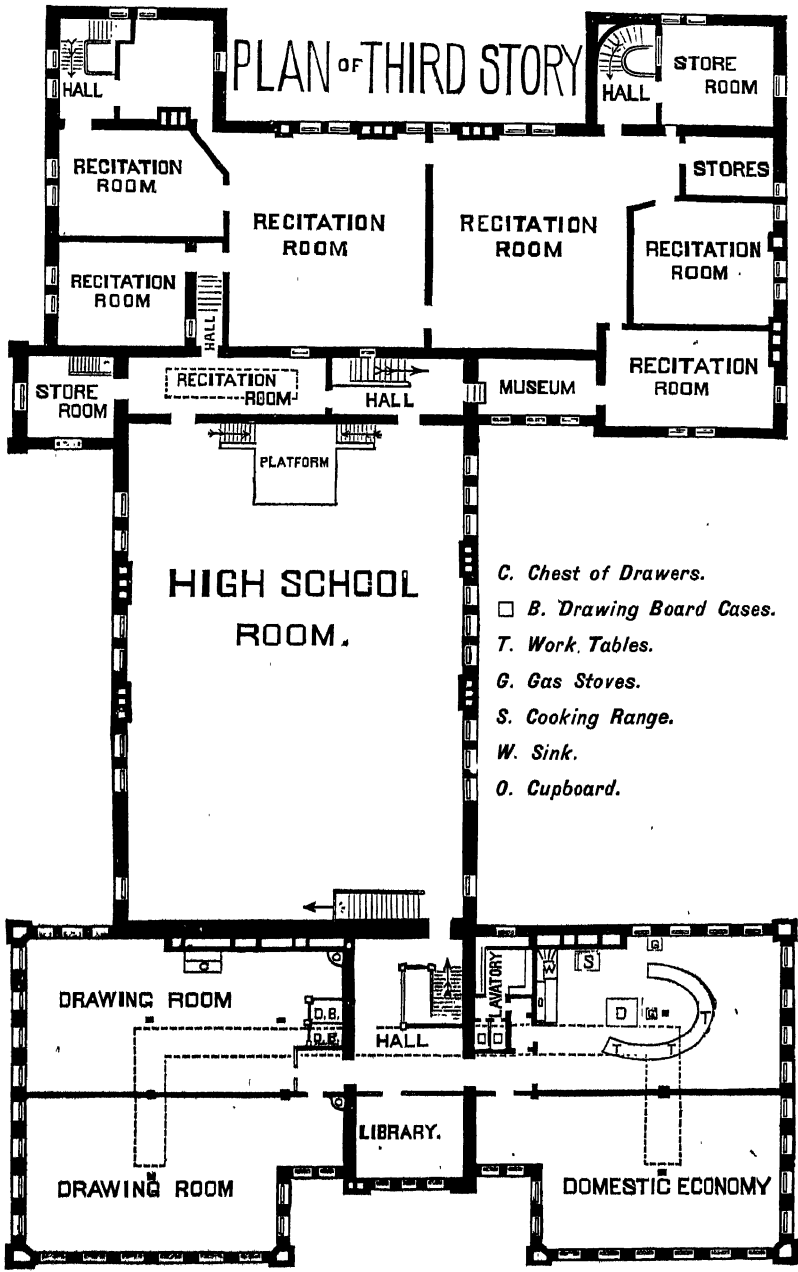 PLAN OF THIRD STORY
HALL
HALL
STORE
ROOM
STORES
RECITATION
ROOM
RECITATION
ROOM
RECITATION
ROOM
RECITATION
ROOM
RECITATION
ROOM
HALL
RECITATION
ROOM
STORE
ROOM
RECITATION
ROOM
HALL
MUSEUM
PLATFORM
HIGH SCHOOL
ROOM.
C. Chest of Drawers.
□ B. Drawing Board Cases.
T. Work Tables.
G. Gas Stoves.
S. Cooking Range.
W. Sink.
O. Cupboard.
LAVATORY
G
W
S
C
DRAWING ROOM
D.B.
HALL
D
T
T
T
LIBRARY.
DRAWING ROOM
DOMESTIC ECONOMY